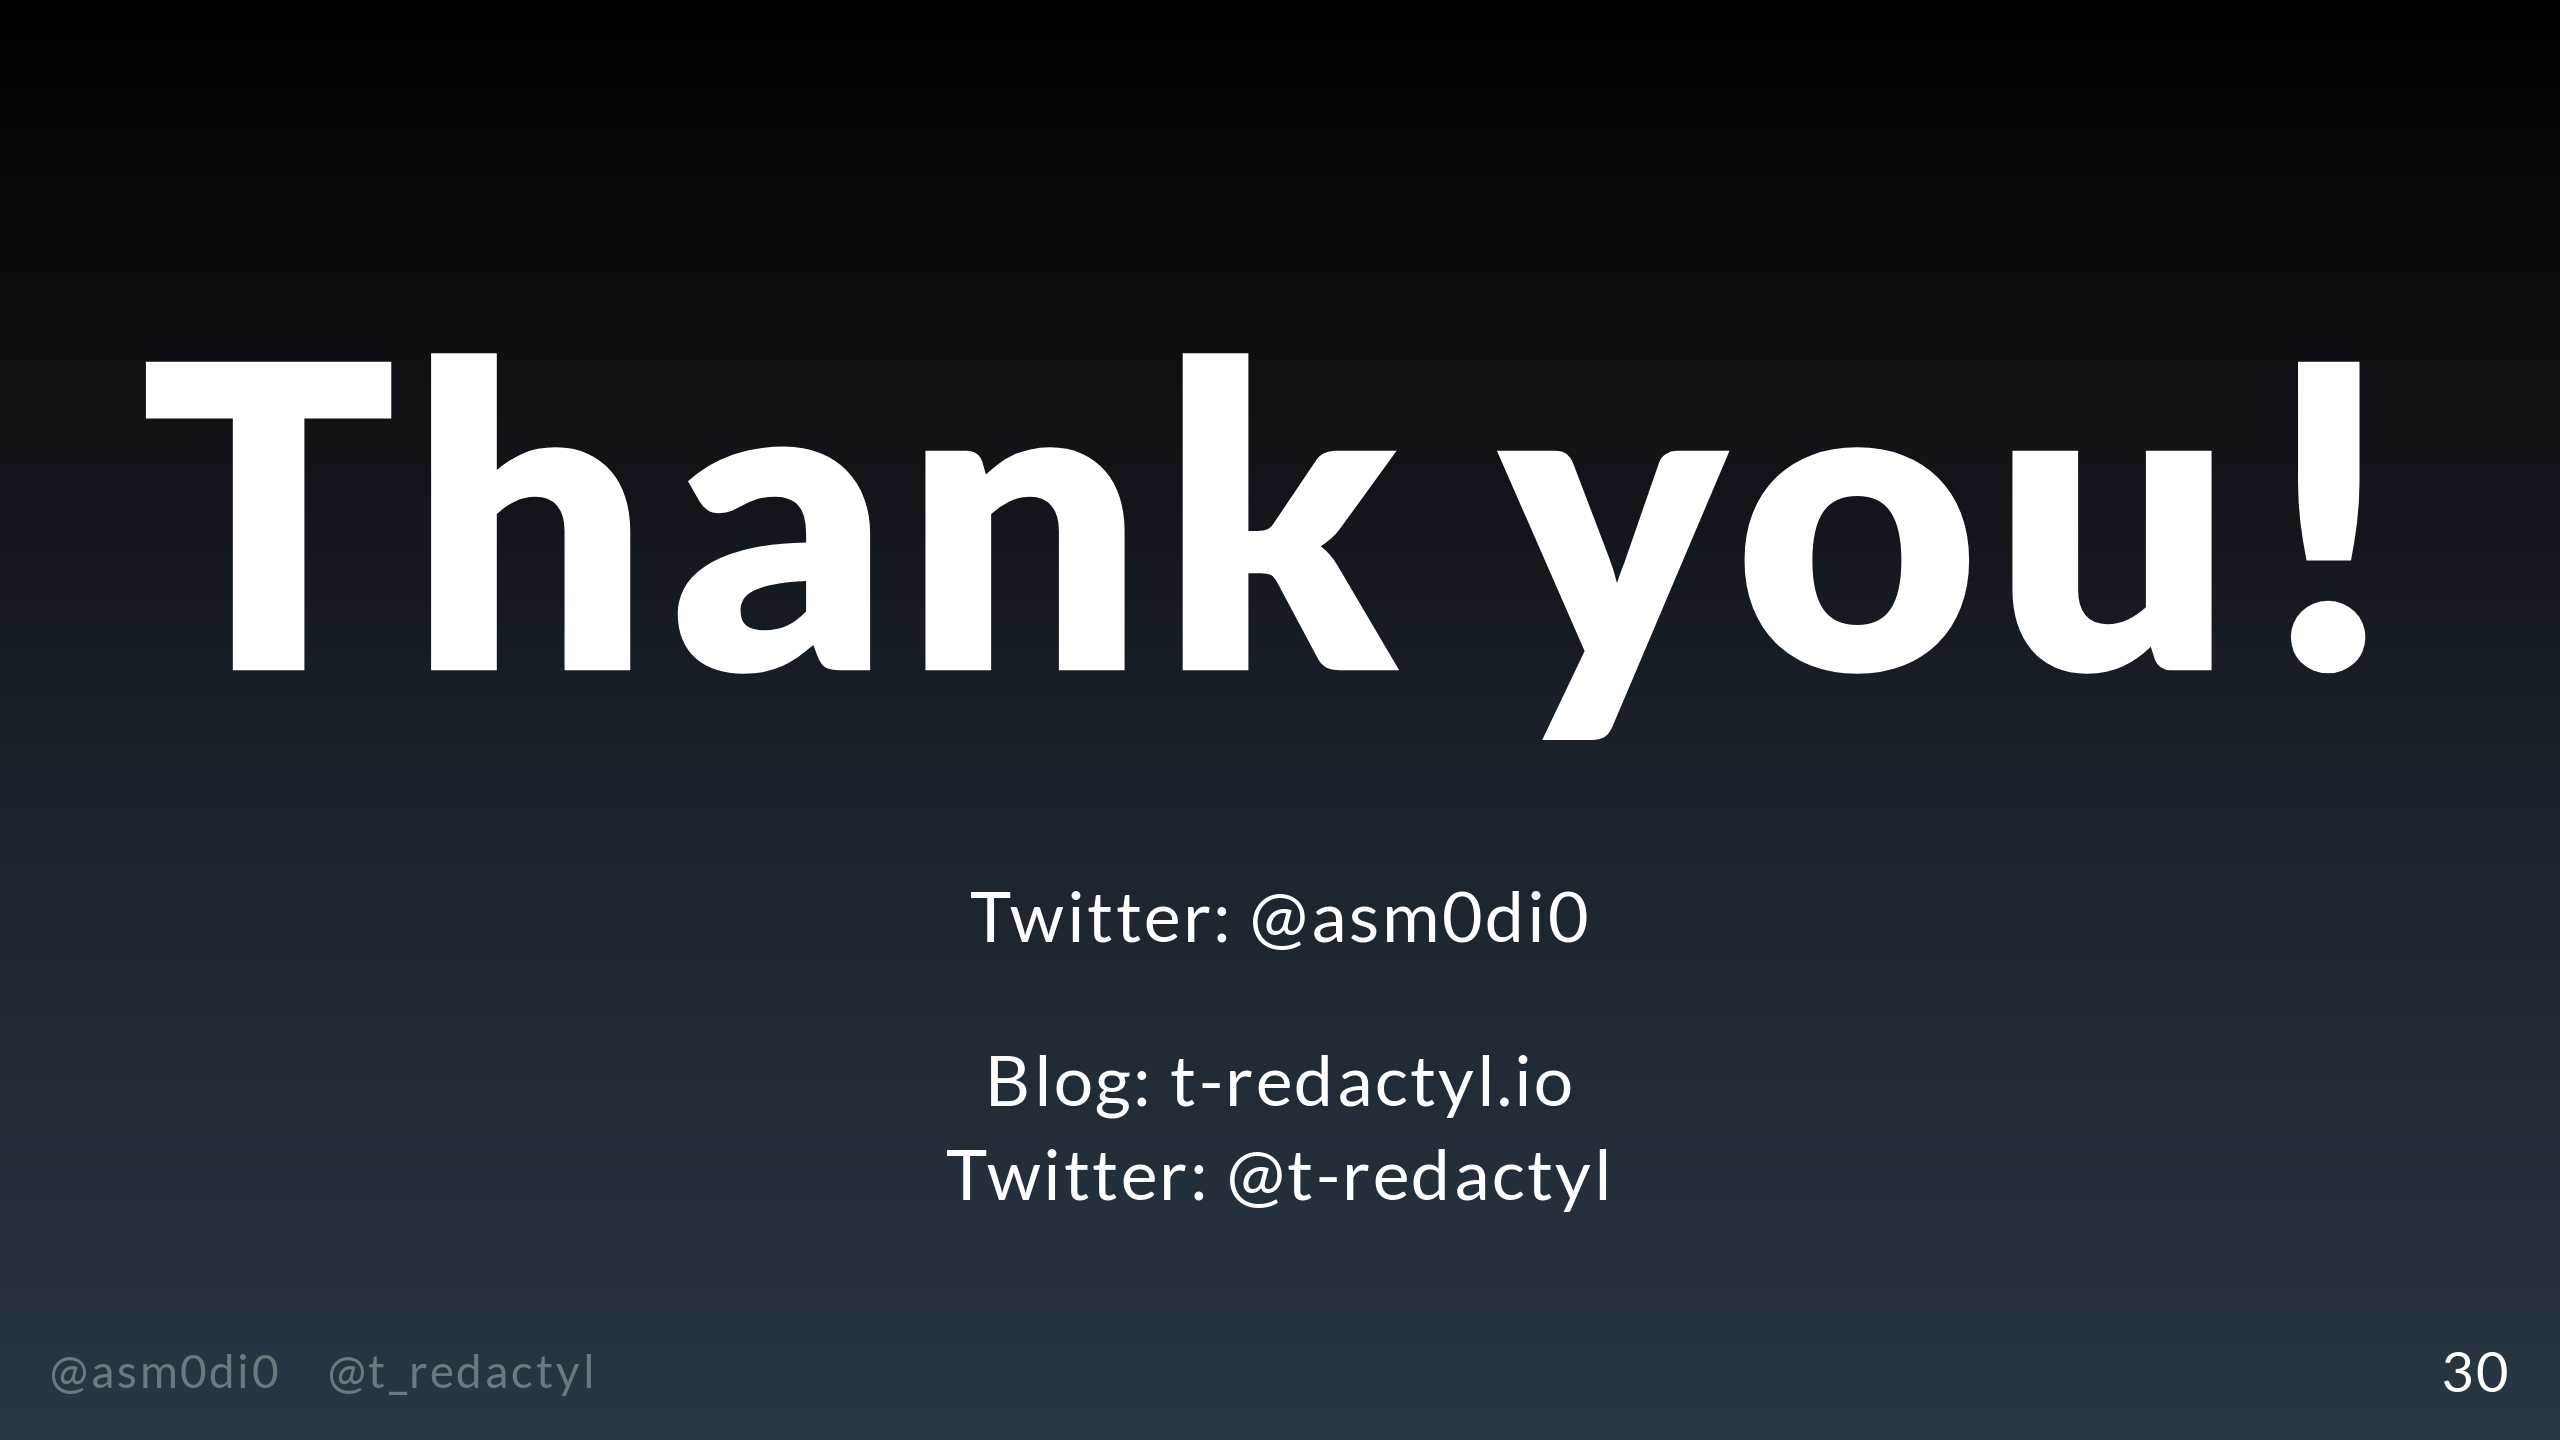 Thank you!
Twitter: @asm0di0
Blog: t-redactyl.io
Twitter: @t-redactyl
@asm0di0 @t_redactyl
30